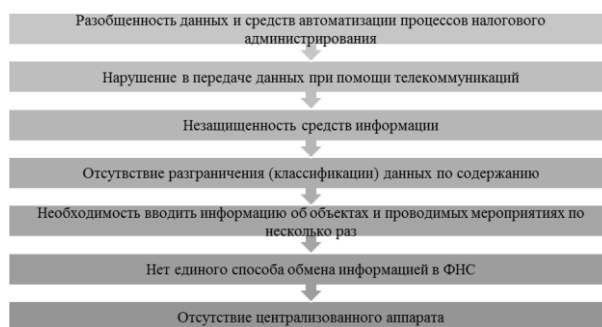 Разобщенность данных и средств автоматизации процессов налогового
администрирования
Нарушение в передаче данных при помощи телекоммуникаций
Незащищенность средств информации
Отсутвствие разграничения (классификации) данных по содержанию
Необходимость вводить информацию об объектах и проводимых мероприятиях по
несколько раз
Нет единого способа обмена информацией в ФНС
Отсутствие централизованного аппарата